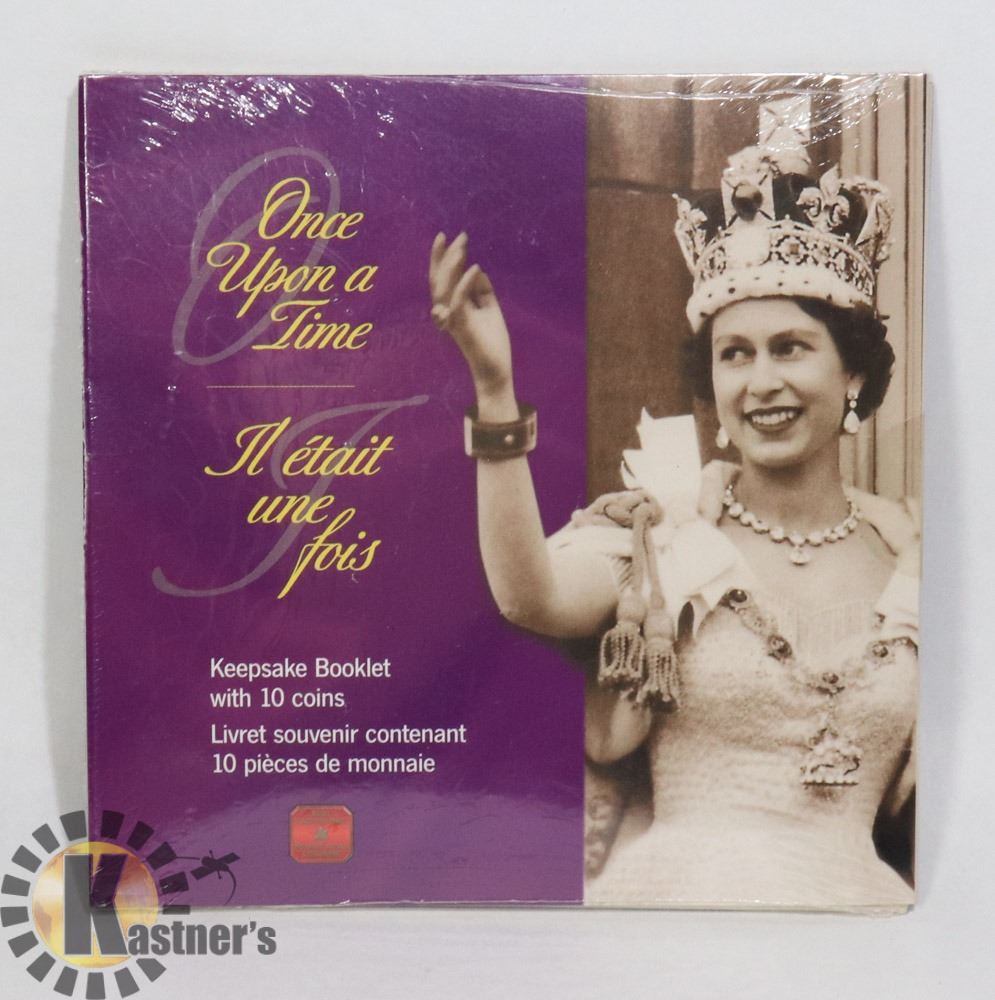 Once
Upon a
Time
Il était
une
fois
Keepsake Booklet
with 10 coins
Livret souvenir contenant
10 pièces de monnaie
Kastner's